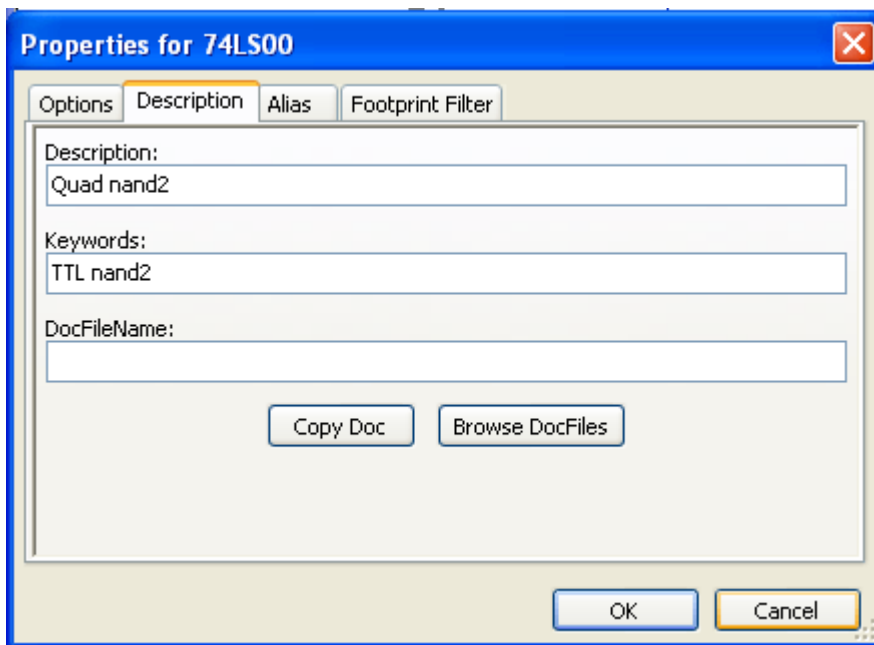 Properties for 74LS00
Options Description Alias Footprint Filter
Description:
Quad nand2
Keywords:
TTL nand2
DocFileName:
Copy Doc Browse DocFiles
OK Cancel